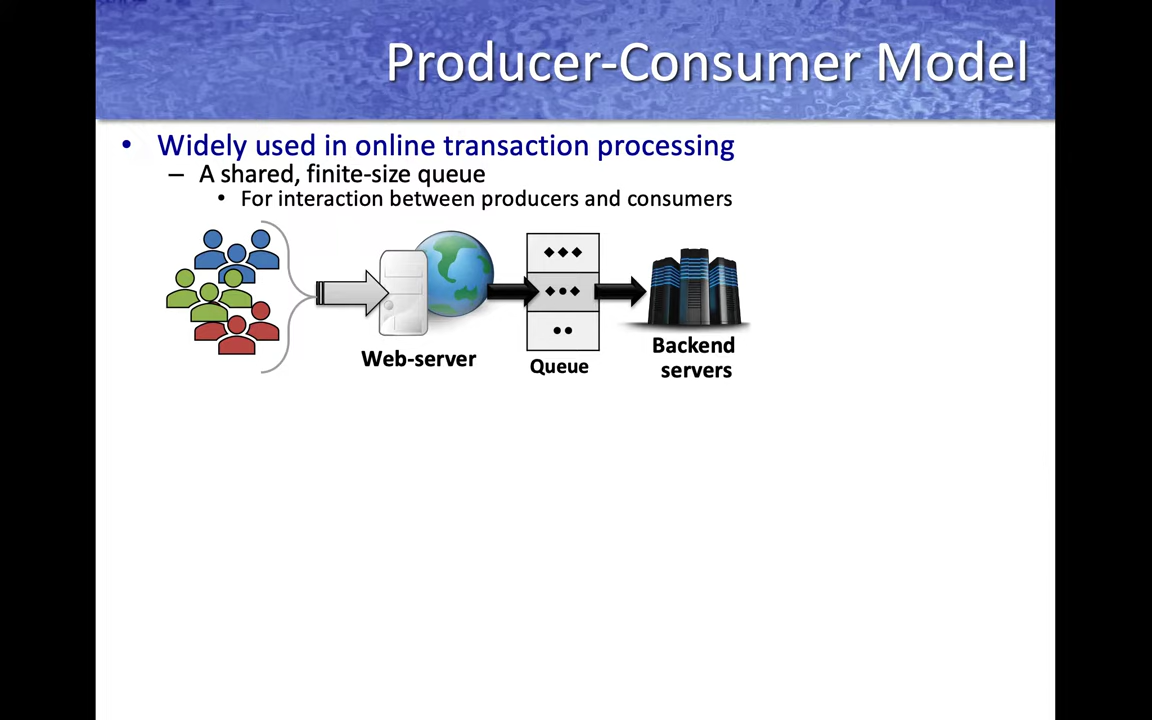 Producer-Consumer Model
• Widely used in online transaction processing
– A shared, finite-size queue
• For interaction between producers and consumers
Web-server
Queue
Backend
servers